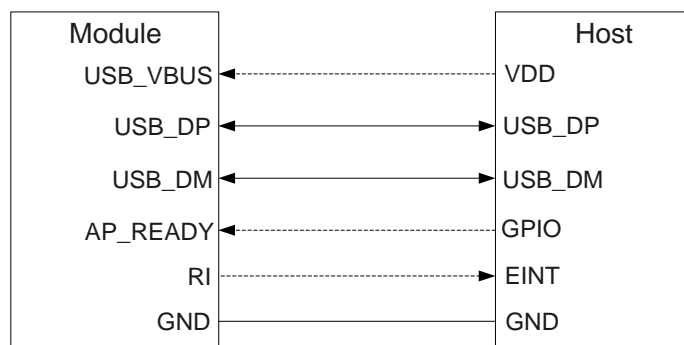 Module Host
USB_VBUS VDD
USB_DP USB_DP
USB_DM USB_DM
AP_READY GPIO
RI EINT
GND GND